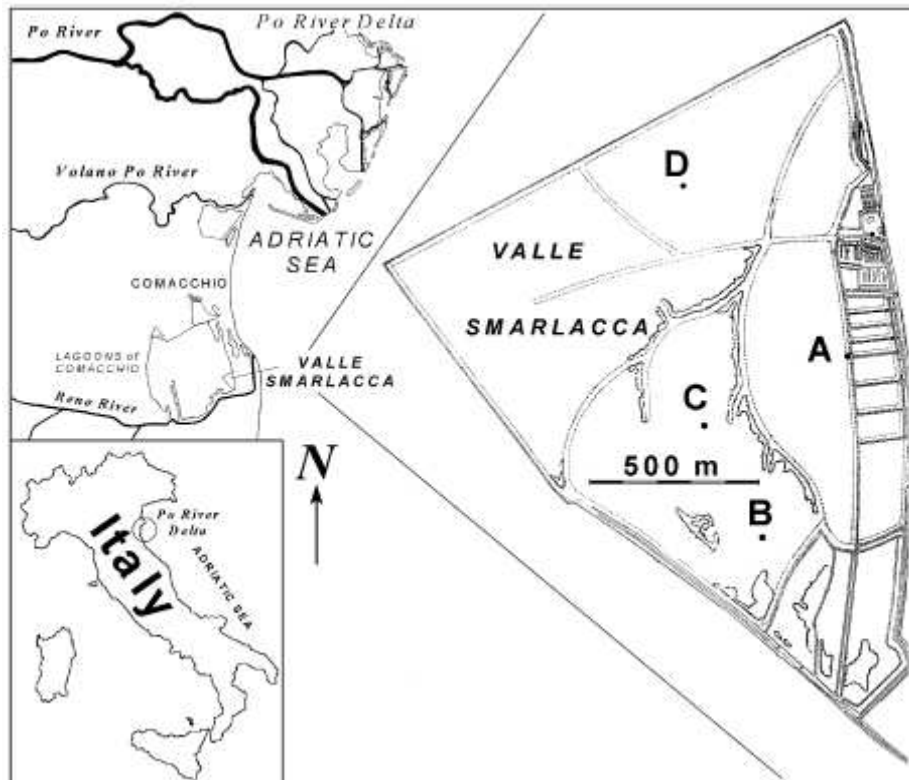 Po River
Po River Delta
Volano Po River
ADRIATIC
SEA
COMACCHIO
LAGOONS of
COMACCHIO
VALLE
SMARLACCA
Reno River
N
Italy
Po River
Delta
ADRIATIC SEA
D
VALLE
SMARLACCA
A
C
500 m
B